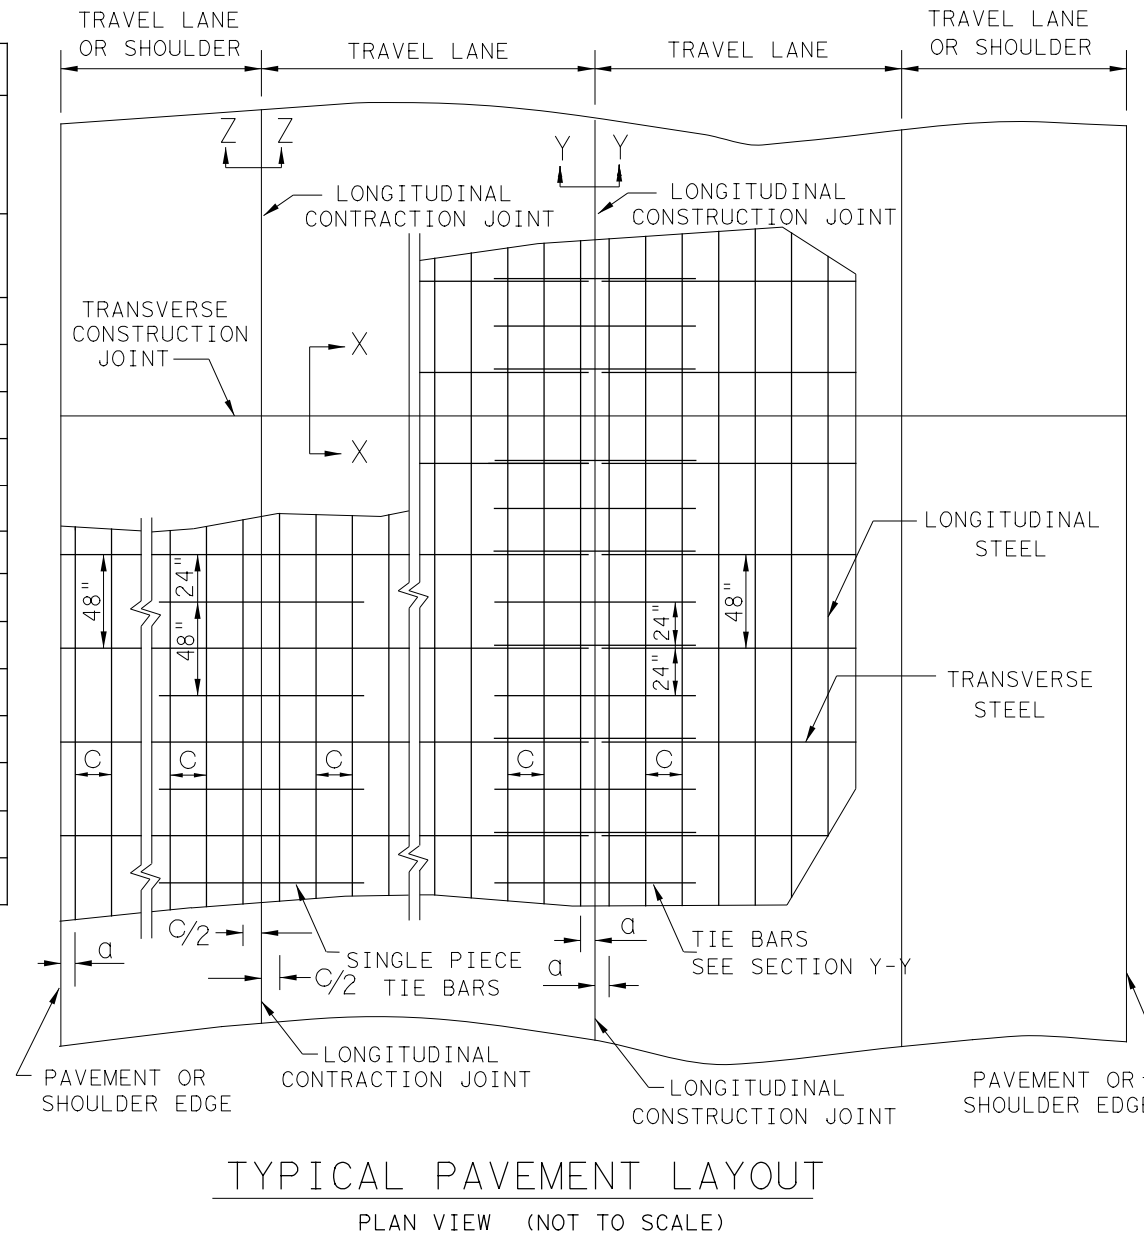 TRAVEL LANE
OR SHOULDER
TRAVEL LANE
TRAVEL LANE
TRAVEL LANE
OR SHOULDER
Z Z
Y Y
LONGITUDINAL
CONTRACTION JOINT
LONGITUDINAL
CONSTRUCTION JOINT
TRANSVERSE
CONSTRUCTION
JOINT
X
X
LONGITUDINAL
STEEL
48"
24"
48"
24"
24"
48"
TRANSVERSE
STEEL
C
C
C
C
C
C/2
a
C/2
SINGLE PIECE
TIE BARS
a
a
TIE BARS
SEE SECTION Y-Y
PAVEMENT OR
SHOULDER EDGE
LONGITUDINAL
CONTRACTION JOINT
LONGITUDINAL
CONSTRUCTION JOINT
PAVEMENT OR
SHOULDER EDGE
TYPICAL PAVEMENT LAYOUT
PLAN VIEW (NOT TO SCALE)